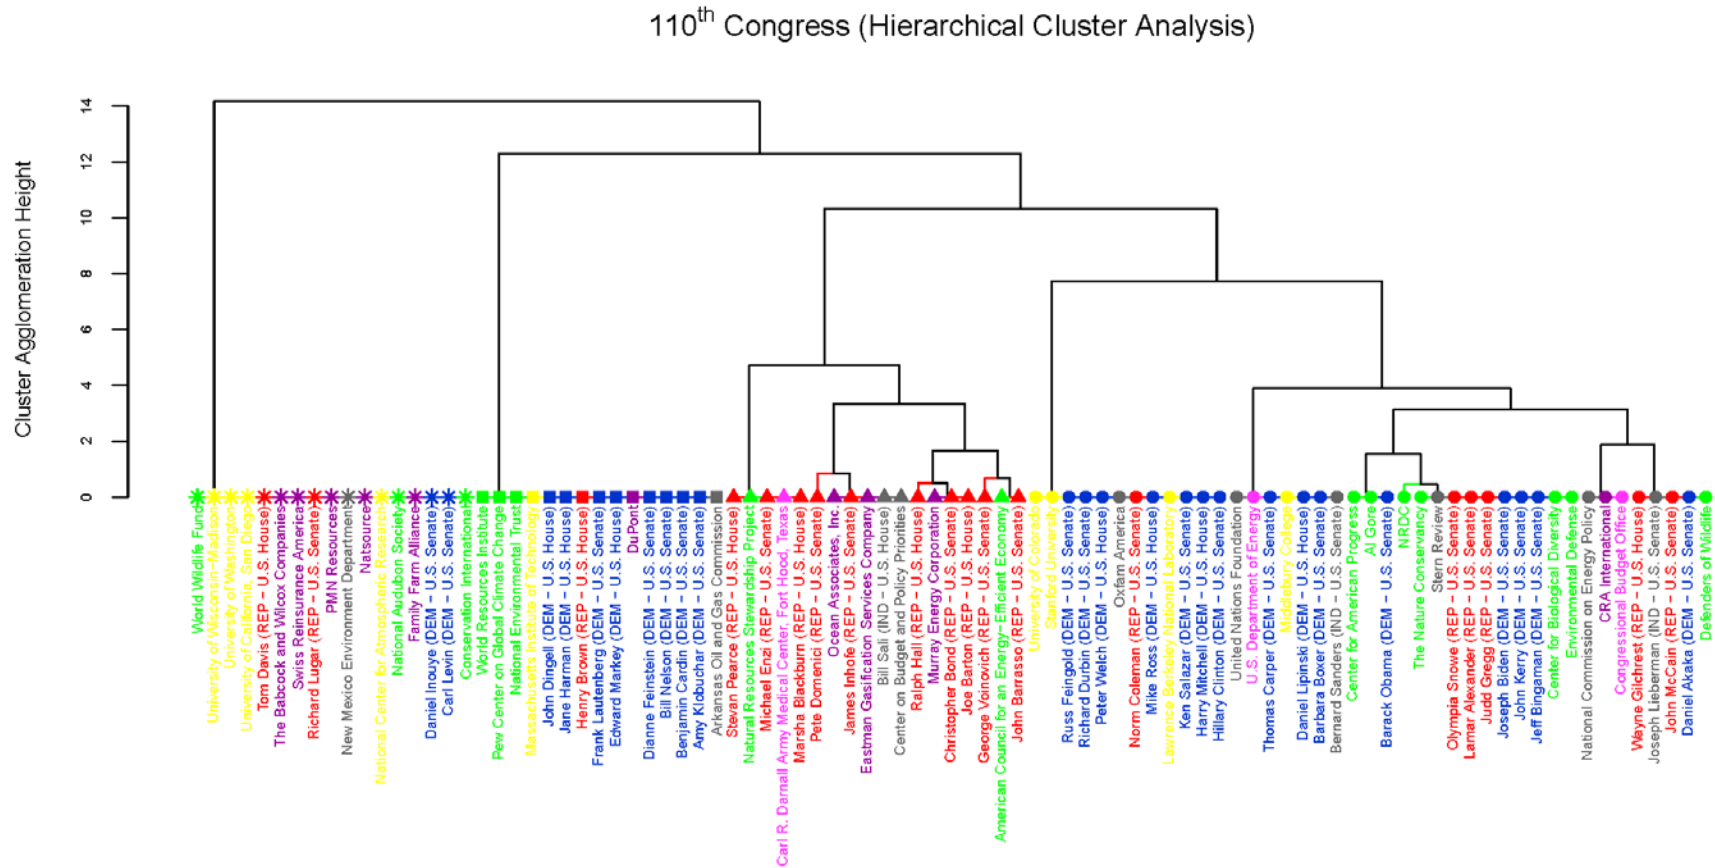 110th Congress (Hierarchical Cluster Analysis)
Cluster Agglomeration Height
14
12
10
8
6
4
2
0
World Wildlife Fund
University of Wisconsin–Madison
University of Washington
University of California, San Diego
Tom Davis (REP – U.S. House)
The Babcock and Wilcox Companies
Swiss Reinsurance America
Richard Lugar (REP – U.S. Senate)
PMN Resources
New Mexico Environment Department
Natsource
National Center for Atmospheric Research
National Audobon Society
Family Farm Alliance
Daniel Inouye (DEM – U.S. Senate)
Carl Levin (DEM – U.S. Senate)
Conservation International
World Resources Institute
Pew Center on Global Climate Change
National Environmental Trust
Massachusetts Institute of Technology
John Dingell (DEM – U.S. House)
Jane Harman (DEM – U.S. House)
Henry Brown (REP – U.S. House)
Frank Lautenberg (DEM – U.S. Senate)
Edward Markey (DEM – U.S. House)
DuPont
Dianne Feinstein (DEM – U.S. Senate)
Bill Nelson (DEM – U.S. Senate)
Benjamin Cardin (DEM – U.S. Senate)
Amy Klobuchar (DEM – U.S. Senate)
Arkansas Oil and Gas Commission
Stevan Pearce (REP – U.S. House)
Natural Resources Stewardship Project
Michael Enzi (REP – U.S. Senate)
Carl R. Darnall Army Medical Center, Fort Hood, Texas
Marsha Blackburn (REP – U.S. House)
Pete Domenici (REP – U.S. Senate)
Ocean Associates, Inc.
James Inhofe (REP – U.S. Senate)
Eastman Gasification Services Company
Bill Sali (IND – U.S. House)
Center on Budget and Policy Priorities
Ralph Hall (REP – U.S. House)
Murray Energy Corporation
Christopher Bond (REP – U.S. Senate)
Joe Barton (REP – U.S. House)
George Voinovich (REP – U.S. Senate)
American Council for an Energy–Efficient Economy
John Barrasso (REP – U.S. Senate)
University of Colorado
Stanford University
Russ Feingold (DEM – U.S. Senate)
Richard Durbin (DEM – U.S. Senate)
Peter Welch (DEM – U.S. House)
Oxfam America
Norm Coleman (REP – U.S. Senate)
Mike Ross (DEM – U.S. House)
Lawrence Berkeley National Laboratory
Ken Salazar (DEM – U.S. Senate)
Harry Mitchell (DEM – U.S. House)
Hillary Clinton (DEM – U.S. Senate)
United Nations Foundation
U.S. Department of Energy
Thomas Carper (DEM – U.S. Senate)
Middlebury College
Daniel Lipinski (DEM – U.S. House)
Barbara Boxer (DEM – U.S. Senate)
Bernard Sanders (IND – U.S. Senate)
Center for American Progress
Al Gore
Barack Obama (DEM – U.S. Senate)
NRDC
The Nature Conservancy
Stern Review
Olympia Snowe (REP – U.S. Senate)
Lamar Alexander (REP – U.S. Senate)
Judd Gregg (REP – U.S. Senate)
Joseph Biden (DEM – U.S. Senate)
John Kerry (DEM – U.S. Senate)
Jeff Bingaman (DEM – U.S. Senate)
Center for Biological Diversity
Environmental Defense
National Commission on Energy Policy
CRA International
Congressional Budget Office
Wayne Gilchrest (REP – U.S. House)
Joseph Lieberman (IND – U.S. Senate)
John McCain (REP – U.S. Senate)
Daniel Akaka (DEM – U.S. Senate)
Defenders of Wildlife